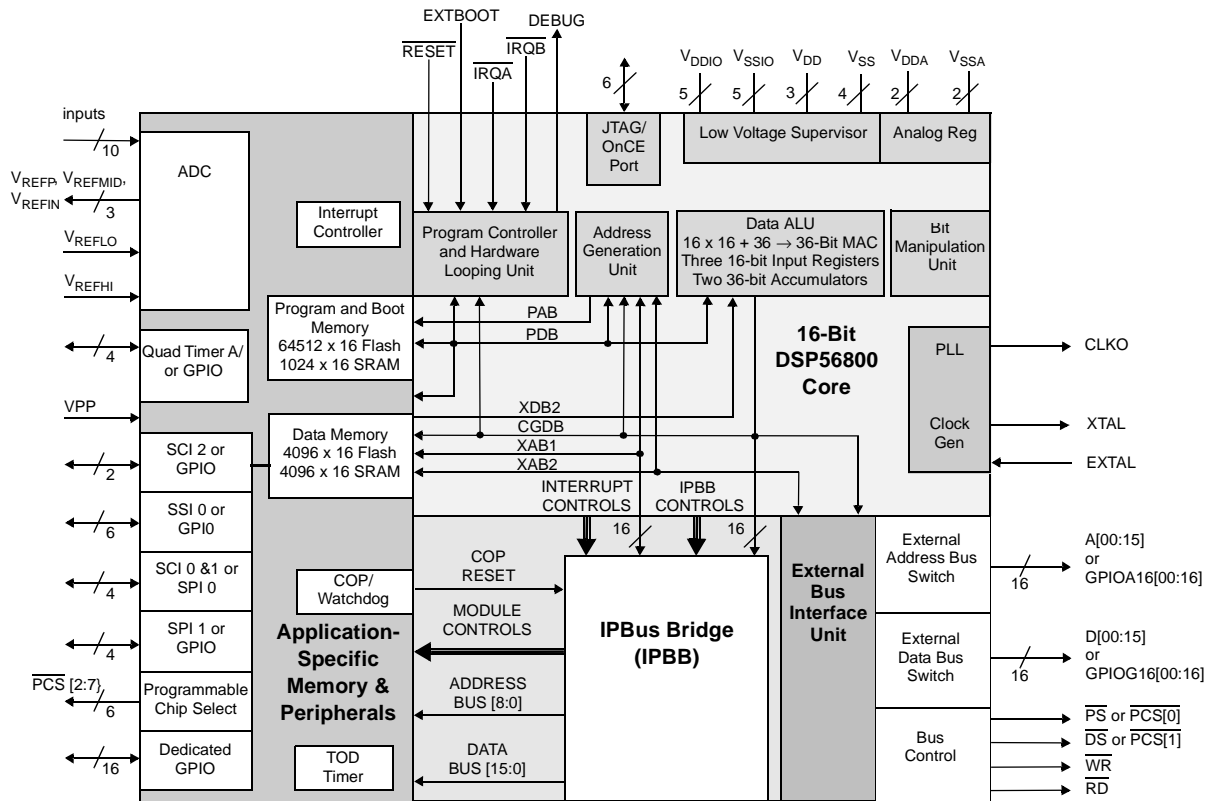 EXTBOOT
DEBUG
RESET
IRQB
IRQA
6
VDDIO
VSSIO
VDD
VSS
VDDA
VSSA
5
5
3
4
2
2
JTAG/
OnCE
Port
Low Voltage Supervisor
Analog Reg
inputs
10
VREFP, VREFMID,
VREFIN
3
VREFLO
VREFHI
ADC
Interrupt
Controller
Program Controller
and Hardware
Looping Unit
Address
Generation
Unit
Data ALU
16 x 16 + 36 → 36-Bit MAC
Three 16-bit Input Registers
Two 36-bit Accumulators
Bit
Manipulation
Unit
4
Quad Timer A/
or GPIO
Program and Boot
Memory
64512 x 16 Flash
1024 x 16 SRAM
PAB
PDB
16-Bit
DSP56800
Core
PLL
Clock
Gen
CLKO
XTAL
EXTAL
VPP
2
SCI 2 or
GPIO
Data Memory
4096 x 16 Flash
4096 x 16 SRAM
XDB2
CGDB
XAB1
XAB2
INTERRUPT
CONTROLS
16
IPBB
CONTROLS
16
6
SSI 0 or
GPI0
4
SCI 0 &1 or
SPI 0
4
SPI 1 or
GPIO
PCS [2:7}
6
Programmable
Chip Select
16
Dedicated
GPIO
COP/
Watchdog
Application-
Specific
Memory &
Peripherals
TOD
Timer
COP
RESET
MODULE
CONTROLS
ADDRESS
BUS [8:0]
DATA
BUS [15:0]
IPBus Bridge
(IPBB)
External
Bus
Interface
Unit
External
Address Bus
Switch
16
A[00:15]
or
GPIOA16[00:16]
External
Data Bus
Switch
16
D[00:15]
or
GPIOG16[00:16]
Bus
Control
PS or PCS[0]
DS or PCS[1]
WR
RD